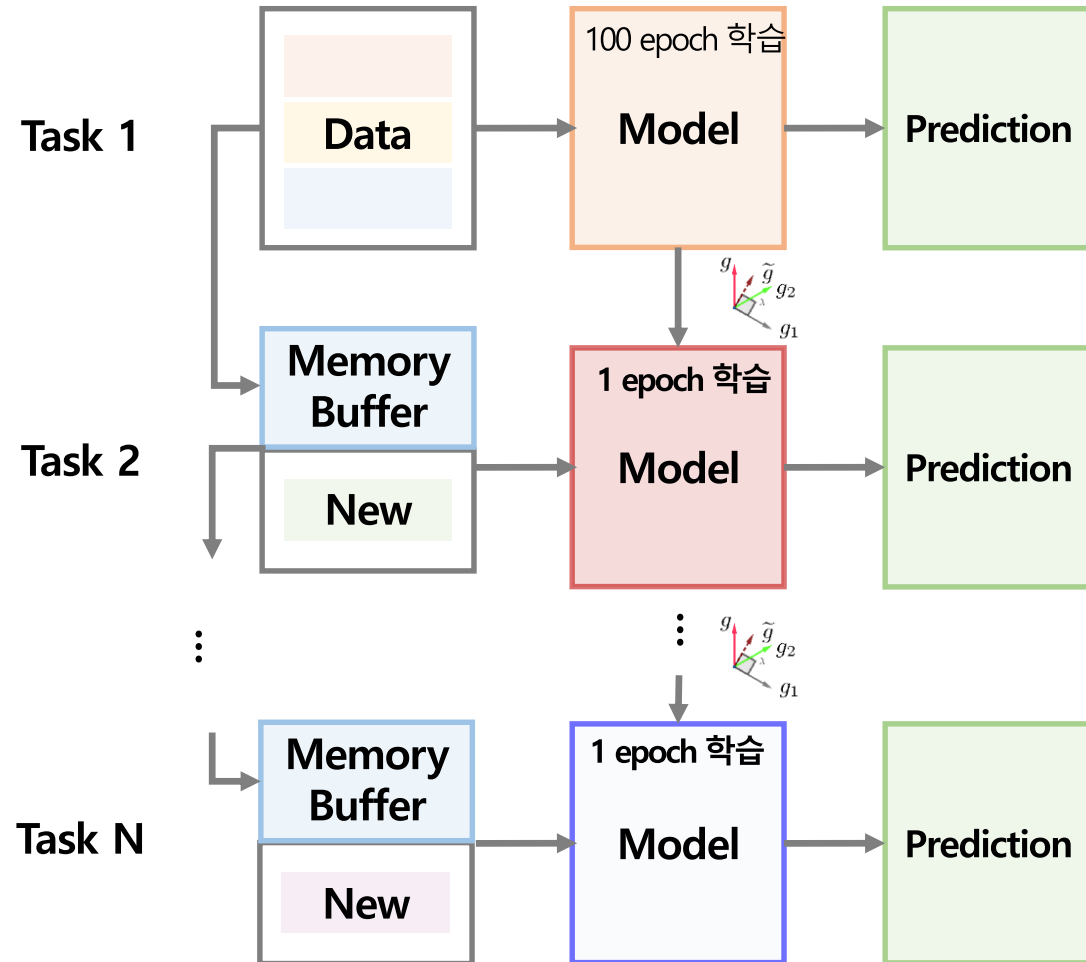 100 epoch 학습
Task 1
Data
Model
Prediction
g
g̃
g₂
λ
g₁
Memory
Buffer
1 epoch 학습
Task 2
Model
Prediction
New
⋮
⋮
g
g̃
g₂
λ
g₁
Memory
Buffer
1 epoch 학습
Task N
Model
Prediction
New